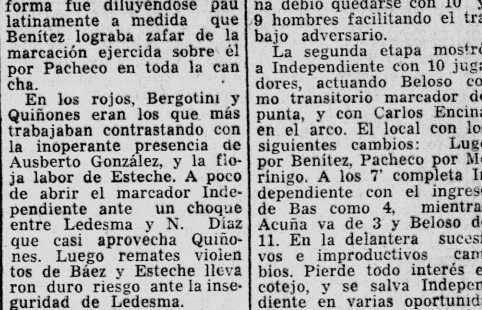 forma fue diluyéndose pau
latinamente a medida que
Benítez lograba zafar de la
marcación ejercida sobre él
por Pacheco en toda la can
cha.
En los rojos, Bergotini y
Quiñones eran los que más
trabajaban contrastando con
la inoperante presencia de
Ausberto González, y la flo-
ja labor de Esteche. A poco
de abrir el marcador Inde-
pendiente ante un choque
entre Ledesma y N. Díaz
que casi aprovecha Quiño-
nes. Luego remates violen
tos de Báez y Esteche lleva
ron duro riesgo ante la inse-
guridad de Ledesma.
na debió quedarse con 10 y
9 hombres facilitando el tra
bajo adversario.
La segunda etapa mostró
a Independiente con 10 juga
dores, actuando Beloso co
mo transitorio marcador de
punta, y con Carlos Encina
en el arco. El local con los
siguientes cambios: Lugo
por Benítez, Pacheco por Mo
rínigo. A los 7' completa In
dependiente con el ingreso
de Bas como 4, mientra
Acuña va de 3 y Beloso de
11. En la delantera sucesi
vos e improductivos cam
bios. Pierde todo interés e
cotejo, y se salva Indepen
diente en varias oportunida